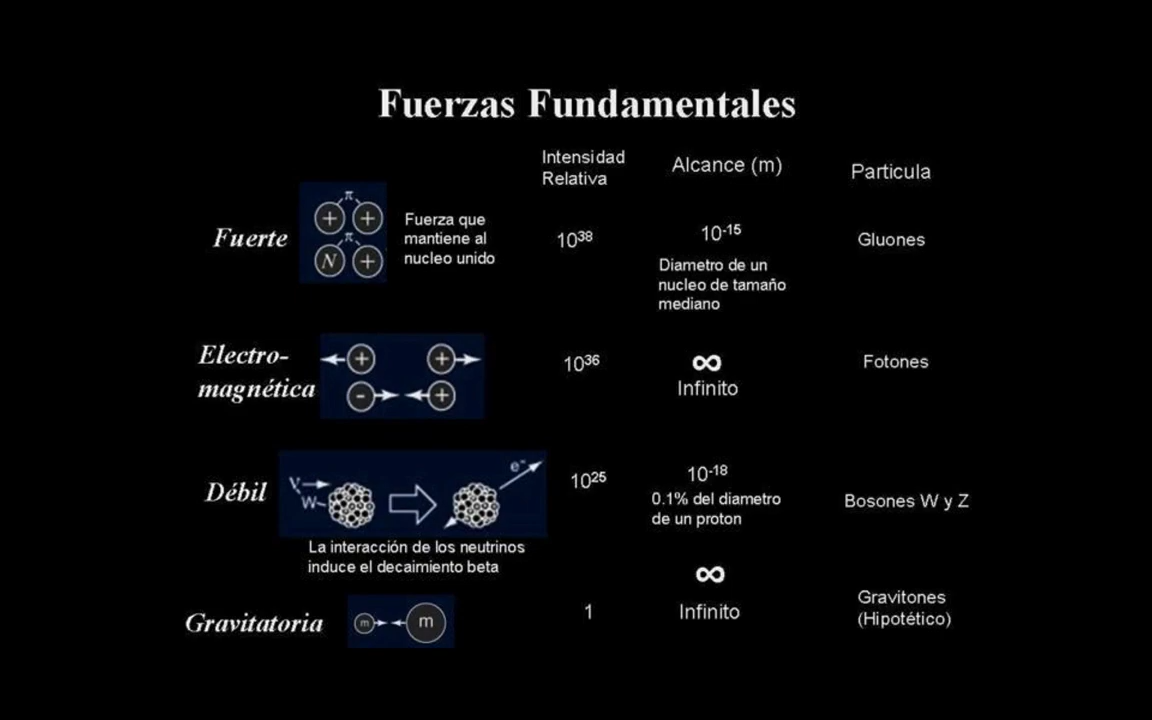 Fuerzas Fundamentales
Intensidad
Relativa
Alcance (m)
Particula
Fuerte
π
+ +
π
N +
Fuerza que
mantiene al
nucleo unido
10³⁸
10⁻¹⁵
Diametro de un
nucleo de tamaño
mediano
Gluones
Electro-
magnética
+ +
- +
10³⁶
∞
Infinito
Fotones
Débil
ν
W
e⁻
La interacción de los neutrinos
induce el decaimiento beta
10²⁵
10⁻¹⁸
0.1% del diametro
de un proton
Bosones W y Z
Gravitatoria
m m
1
∞
Infinito
Gravitones
(Hipotético)